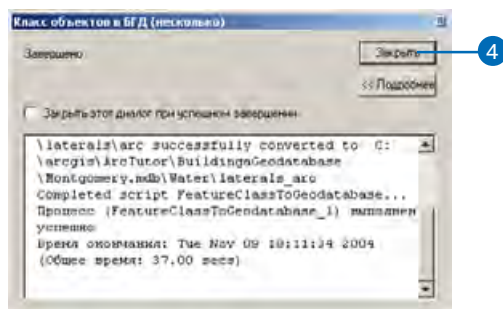 Класс объектов в БГД (несколько)
Завершено
Закрыть
4
<< Подробнее
Закрыть этот диалог при успешном завершении
\laterals\arc successfully converted to C:
\arcgis\ArcTutor\BuildingaGeodatabase
\Montgomery.mdb\Water\laterals_arc
Completed script FeatureClassToGeodatabase...
Процесс (FeatureClassToGeodatabase_1) выполнен
успешно
Время окончания: Tue Nov 09 10:11:34 2004
(Общее время: 37.00 secs)